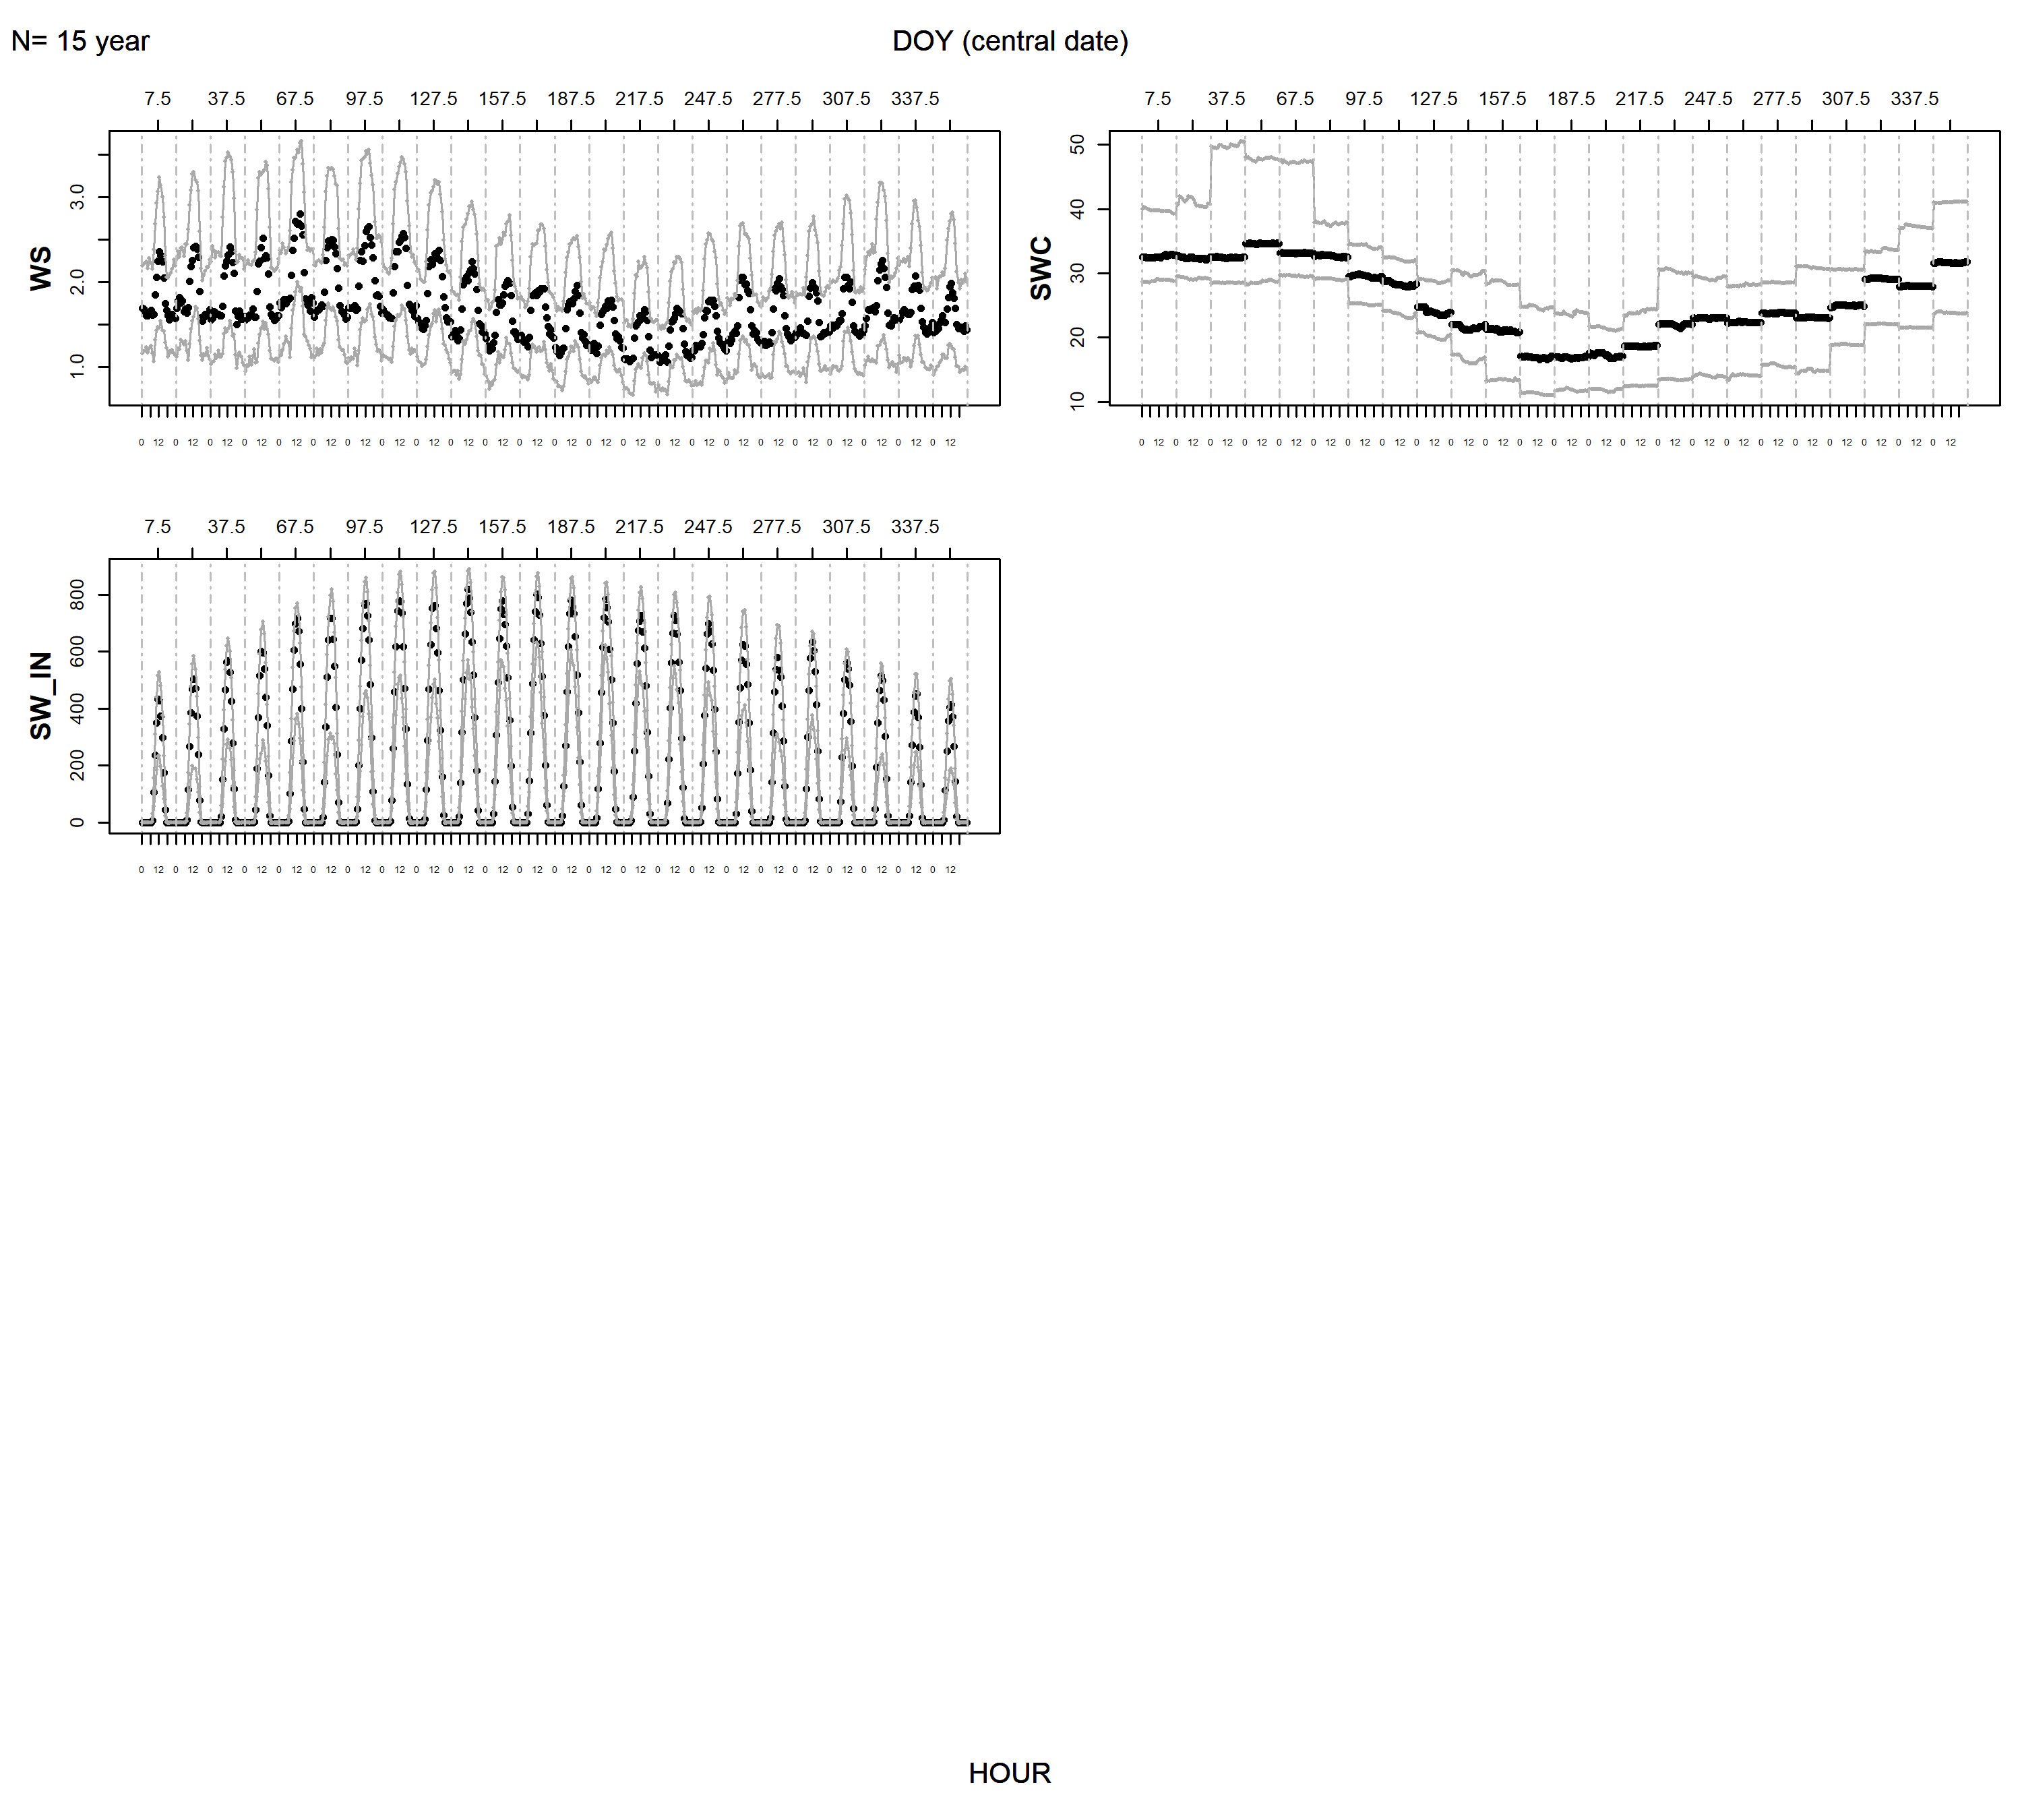 N= 15 year
DOY (central date)
7.5 37.5 67.5 97.5 127.5 157.5 187.5 217.5 247.5 277.5 307.5 337.5
WS
1.0 2.0 3.0
0 12 0 12 0 12 0 12 0 12 0 12 0 12 0 12 0 12 0 12 0 12 0 12 0 12 0 12 0 12 0 12 0 12 0 12 0 12 0 12 0 12 0 12 0 12 0 12
7.5 37.5 67.5 97.5 127.5 157.5 187.5 217.5 247.5 277.5 307.5 337.5
SWC
10 20 30 40 50
0 12 0 12 0 12 0 12 0 12 0 12 0 12 0 12 0 12 0 12 0 12 0 12 0 12 0 12 0 12 0 12 0 12 0 12 0 12 0 12 0 12 0 12 0 12 0 12
7.5 37.5 67.5 97.5 127.5 157.5 187.5 217.5 247.5 277.5 307.5 337.5
SW_IN
0 200 400 600 800
0 12 0 12 0 12 0 12 0 12 0 12 0 12 0 12 0 12 0 12 0 12 0 12 0 12 0 12 0 12 0 12 0 12 0 12 0 12 0 12 0 12 0 12 0 12 0 12
HOUR